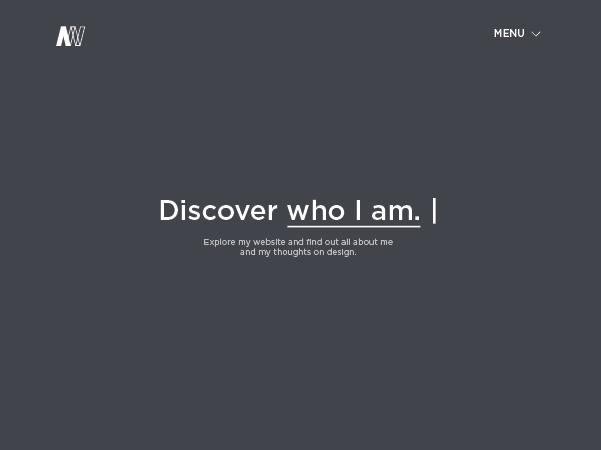 AW
MENU
Discover who I am. |
Explore my website and find out all about me
and my thoughts on design.